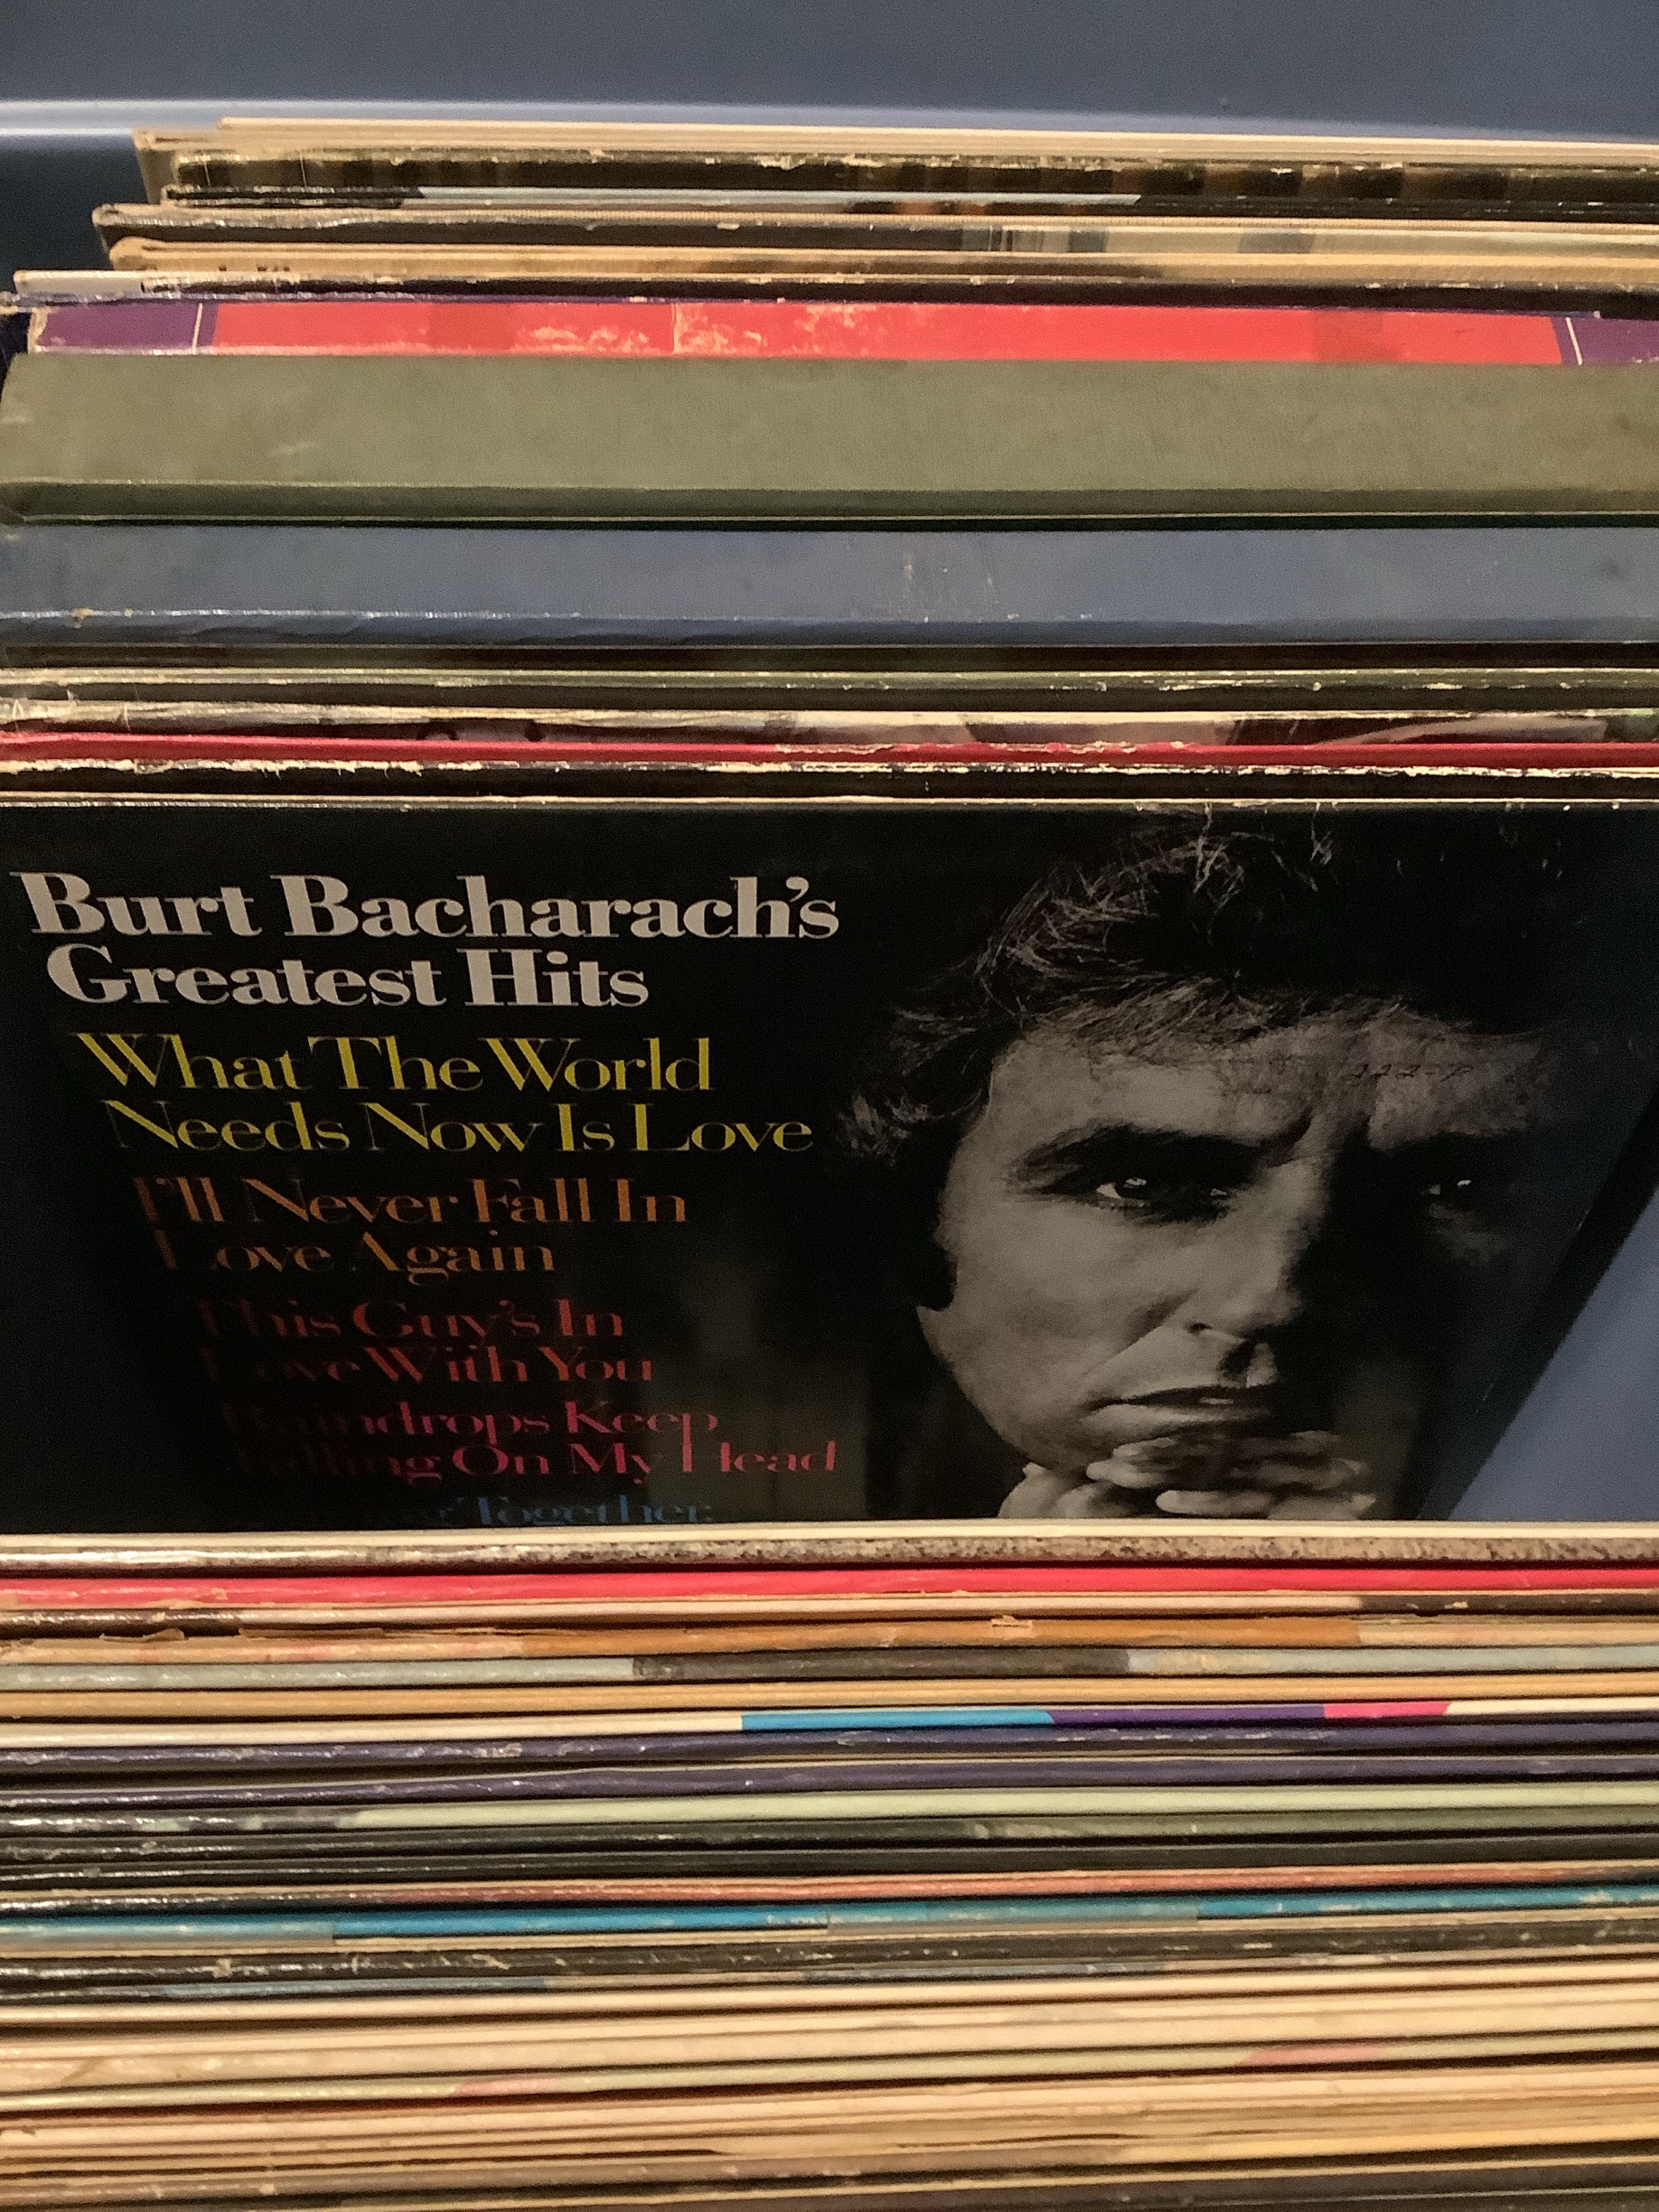 Burt Bacharach's
Greatest Hits
What The World
Needs Now Is Love
I'll Never Fall In
Love Again
This Guy's In
Love With You
Raindrops Keep
Falling On My Head
Together